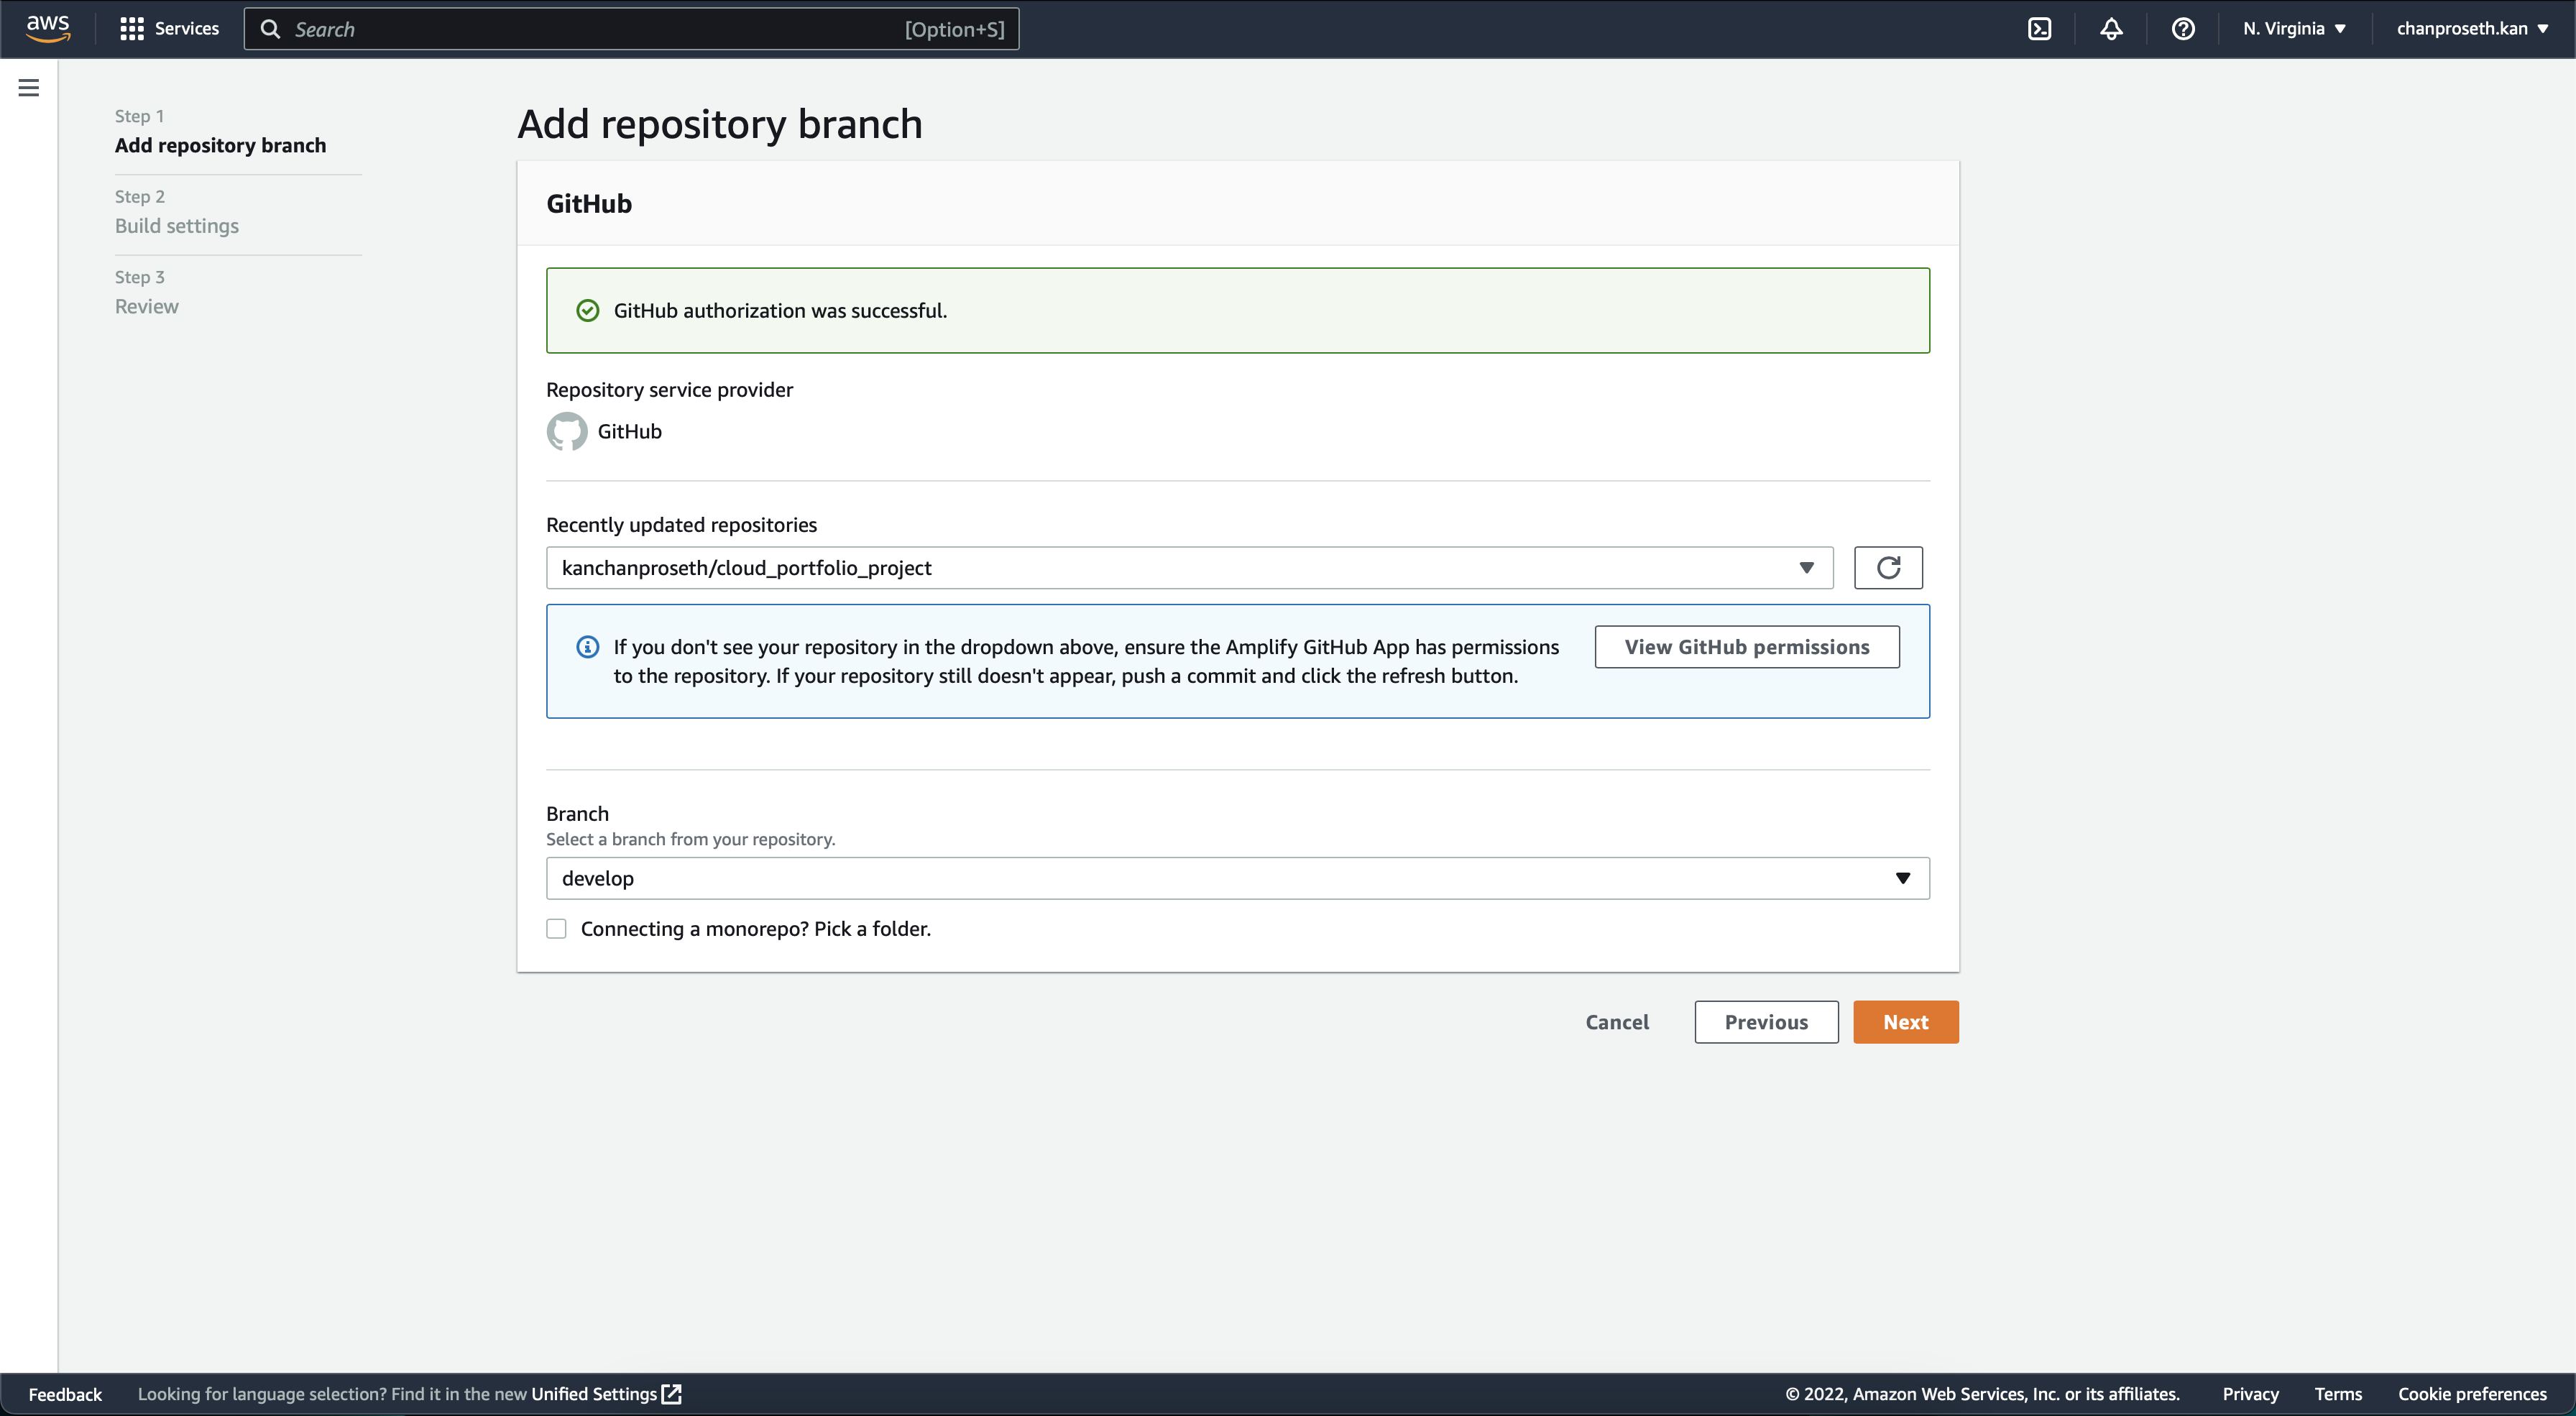 aws
Services
Search
[Option+S]
N. Virginia
chanproseth.kan
Step 1
Add repository branch
Step 2
Build settings
Step 3
Review
Add repository branch
GitHub
GitHub authorization was successful.
Repository service provider
GitHub
Recently updated repositories
kanchanproseth/cloud_portfolio_project
If you don't see your repository in the dropdown above, ensure the Amplify GitHub App has permissions
to the repository. If your repository still doesn't appear, push a commit and click the refresh button.
View GitHub permissions
Branch
Select a branch from your repository.
develop
Connecting a monorepo? Pick a folder.
Cancel
Previous
Next
Feedback
Looking for language selection? Find it in the new Unified Settings
© 2022, Amazon Web Services, Inc. or its affiliates.
Privacy
Terms
Cookie preferences